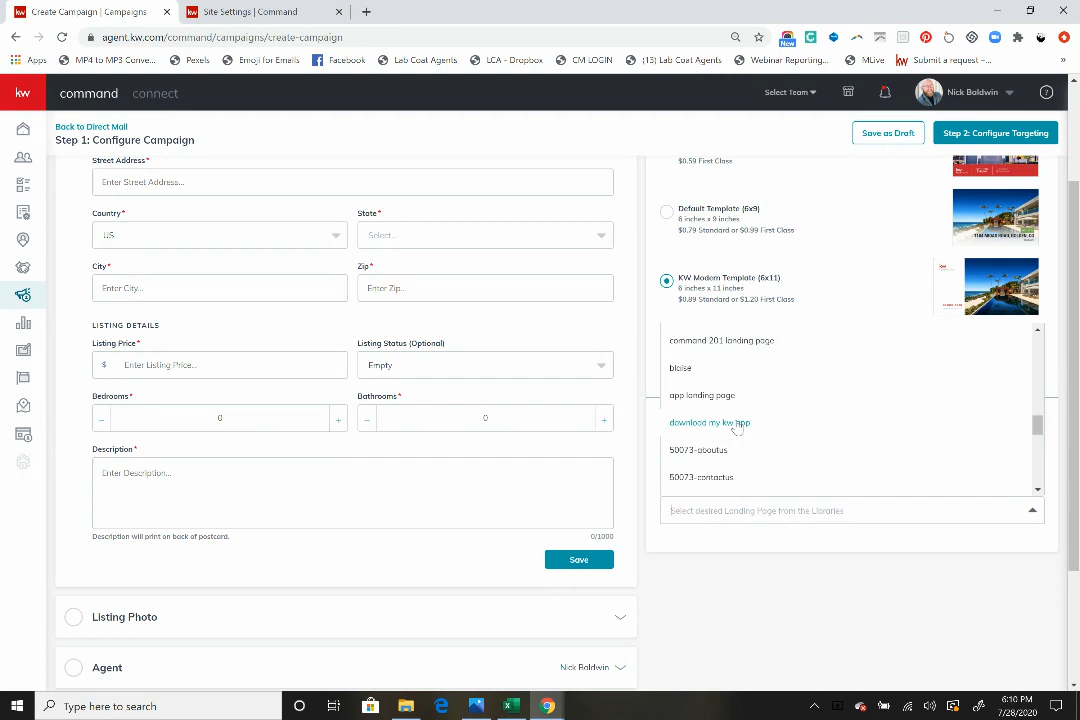 Create Campaign | Campaigns
Site Settings | Command
agent.kw.com/command/campaigns/create-campaign
New
Apps
MP4 to MP3 Conve...
Pexels
Emoji for Emails
Facebook
Lab Coat Agents
LCA - Dropbox
CM LOGIN
(13) Lab Coat Agents
Webinar Reporting...
MLive
kw Submit a request –...
kw
command
connect
Select Team
Nick Baldwin
Back to Direct Mail
Step 1: Configure Campaign
Save as Draft
Step 2: Configure Targeting
Street Address*
Enter Street Address...
Country*
US
State*
Select...
City*
Enter City...
Zip*
Enter Zip...
LISTING DETAILS
Listing Price*
$ Enter Listing Price...
Listing Status (Optional)
Empty
Bedrooms*
– 0 +
Bathrooms*
– 0 +
Description*
Enter Description...
Description will print on back of postcard.
0/1000
Save
Listing Photo
Agent
Nick Baldwin
$0.59 First Class
Default Template (6x9)
6 inches x 9 inches
$0.79 Standard or $0.99 First Class
KW Modern Template (6x11)
6 inches x 11 inches
$0.89 Standard or $1.20 First Class
command 201 landing page
blaise
app landing page
download my kw app
50073-aboutus
50073-contactus
Select desired Landing Page from the Libraries
Type here to search
6:10 PM
7/28/2020